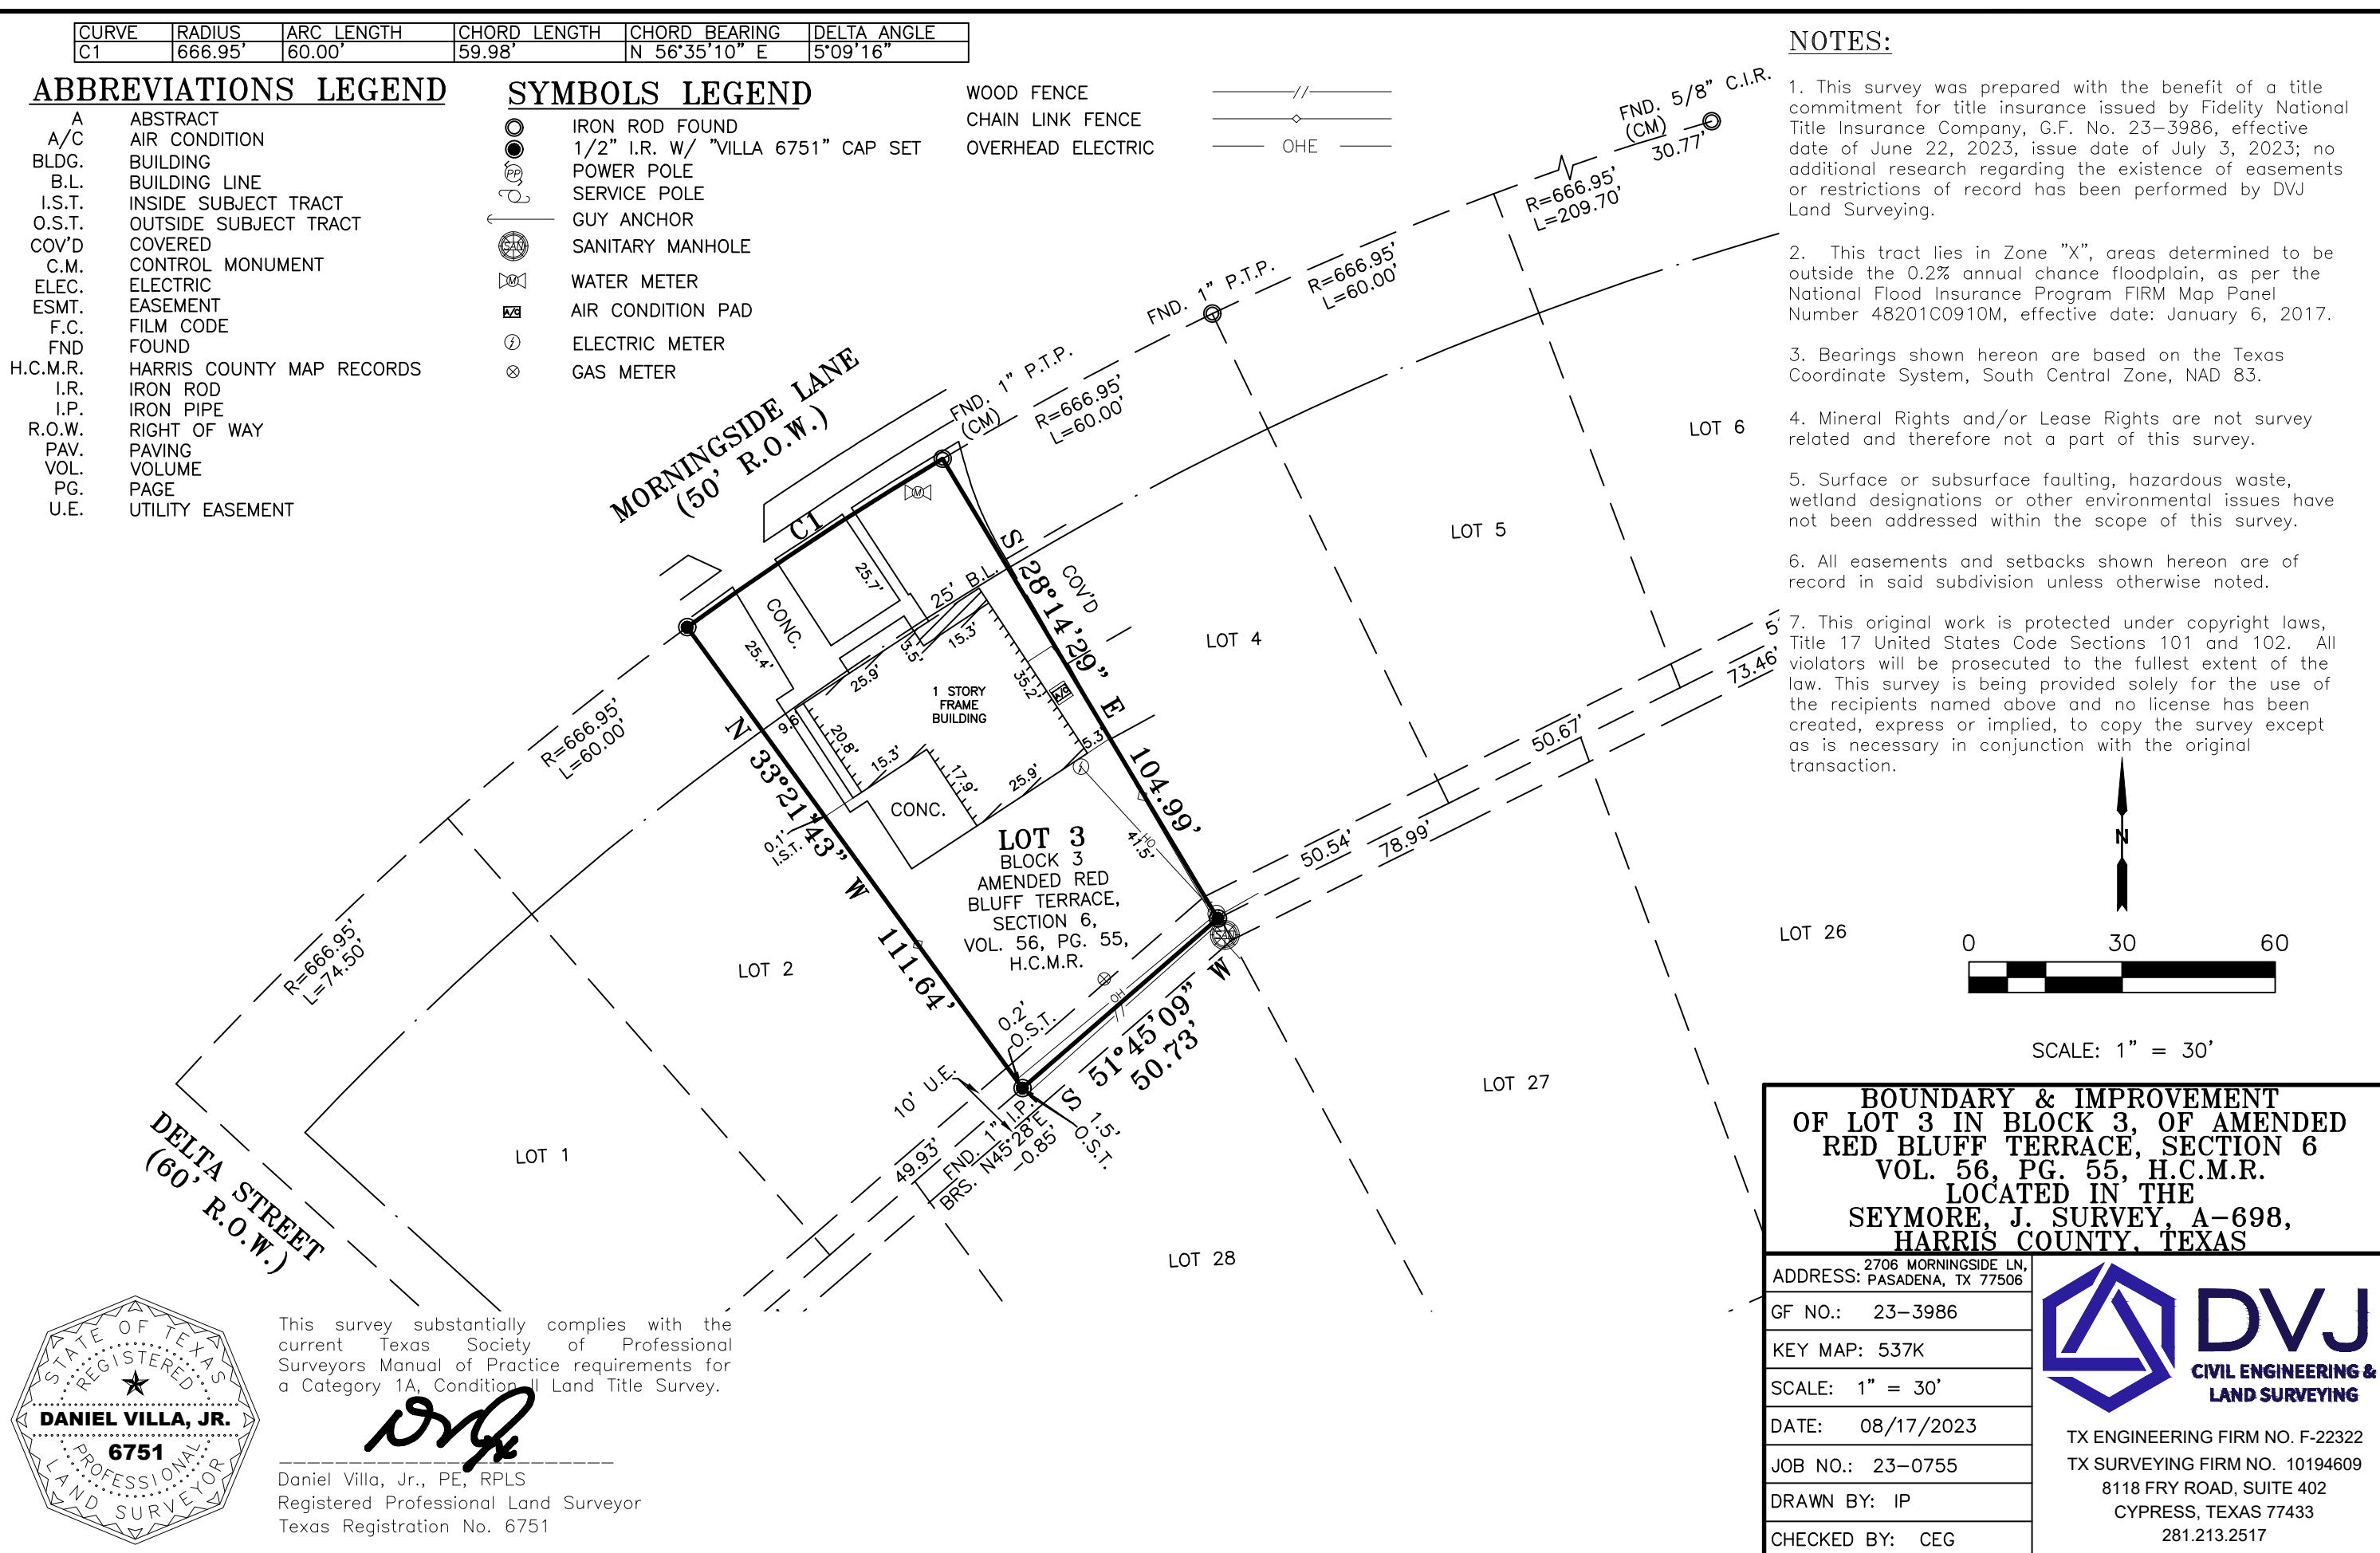 CURVE RADIUS ARC LENGTH CHORD LENGTH CHORD BEARING DELTA ANGLE
C1 666.95' 60.00' 59.98' N 56°35'10" E 5°09'16"
ABBREVIATIONS LEGEND
A ABSTRACT
A/C AIR CONDITION
BLDG. BUILDING
B.L. BUILDING LINE
I.S.T. INSIDE SUBJECT TRACT
O.S.T. OUTSIDE SUBJECT TRACT
COV'D COVERED
C.M. CONTROL MONUMENT
ELEC. ELECTRIC
ESMT. EASEMENT
F.C. FILM CODE
FND FOUND
H.C.M.R. HARRIS COUNTY MAP RECORDS
I.R. IRON ROD
I.P. IRON PIPE
R.O.W. RIGHT OF WAY
PAV. PAVING
VOL. VOLUME
PG. PAGE
U.E. UTILITY EASEMENT
SYMBOLS LEGEND
IRON ROD FOUND
1/2" I.R. W/ "VILLA 6751" CAP SET
PP POWER POLE
SERVICE POLE
GUY ANCHOR
SAN SANITARY MANHOLE
M WATER METER
A/C AIR CONDITION PAD
ELECTRIC METER
GAS METER
WOOD FENCE //
CHAIN LINK FENCE
OVERHEAD ELECTRIC OHE
NOTES:
1. This survey was prepared with the benefit of a title
commitment for title insurance issued by Fidelity National
Title Insurance Company, G.F. No. 23-3986, effective
date of June 22, 2023, issue date of July 3, 2023; no
additional research regarding the existence of easements
or restrictions of record has been performed by DVJ
Land Surveying.
2. This tract lies in Zone "X", areas determined to be
outside the 0.2% annual chance floodplain, as per the
National Flood Insurance Program FIRM Map Panel
Number 48201C0910M, effective date: January 6, 2017.
3. Bearings shown hereon are based on the Texas
Coordinate System, South Central Zone, NAD 83.
4. Mineral Rights and/or Lease Rights are not survey
related and therefore not a part of this survey.
5. Surface or subsurface faulting, hazardous waste,
wetland designations or other environmental issues have
not been addressed within the scope of this survey.
6. All easements and setbacks shown hereon are of
record in said subdivision unless otherwise noted.
7. This original work is protected under copyright laws,
Title 17 United States Code Sections 101 and 102. All
violators will be prosecuted to the fullest extent of the
law. This survey is being provided solely for the use of
the recipients named above and no license has been
created, express or implied, to copy the survey except
as is necessary in conjunction with the original
transaction.
FND. 5/8" C.I.R.
(CM)
30.77'
R=666.95'
L=209.70'
FND. 1" P.T.P.
R=666.95'
L=60.00'
FND. 1" P.T.P.
(CM)
R=666.95'
L=60.00'
MORNINGSIDE LANE
(50' R.O.W.)
C1
M
LOT 6
LOT 5
LOT 4
25.7'
25' B.L.
CONC.
25.4'
25.9'
3.5'
15.3'
1 STORY
FRAME
BUILDING
35.2'
A/C
COV'D
S 28°14'29" E 104.99'
9.6'
20.8'
15.3'
17.9'
25.9'
5.3'
CONC.
N 33°21'43" W 111.64'
0.1'
I.S.T.
HO
41.5'
R=666.95'
L=60.00'
LOT 3
BLOCK 3
AMENDED RED
BLUFF TERRACE,
SECTION 6,
VOL. 56, PG. 55,
H.C.M.R.
73.46'
50.67'
50.54'
78.99'
SAN
LOT 26
R=666.95'
L=74.50'
LOT 2
0.2'
O.S.T.
OH
//
S 51°45'09" W
50.73'
LOT 27
10' U.E.
1.5'
O.S.T.
49.93'
FND. 1" I.P.
BRS. N45°28'E
-0.85'
LOT 1
LOT 28
DELTA STREET
(60' R.O.W.)
N
0 30 60
SCALE: 1" = 30'
BOUNDARY & IMPROVEMENT
OF LOT 3 IN BLOCK 3, OF AMENDED
RED BLUFF TERRACE, SECTION 6
VOL. 56, PG. 55, H.C.M.R.
LOCATED IN THE
SEYMORE, J. SURVEY, A-698,
HARRIS COUNTY, TEXAS
ADDRESS: 2706 MORNINGSIDE LN,
PASADENA, TX 77506
GF NO.: 23-3986
KEY MAP: 537K
SCALE: 1" = 30'
DATE: 08/17/2023
JOB NO.: 23-0755
DRAWN BY: IP
CHECKED BY: CEG
DVJ
CIVIL ENGINEERING &
LAND SURVEYING
TX ENGINEERING FIRM NO. F-22322
TX SURVEYING FIRM NO. 10194609
8118 FRY ROAD, SUITE 402
CYPRESS, TEXAS 77433
281.213.2517
STATE OF TEXAS
REGISTERED
DANIEL VILLA, JR.
6751
PROFESSIONAL
LAND SURVEYOR
This survey substantially complies with the
current Texas Society of Professional
Surveyors Manual of Practice requirements for
a Category 1A, Condition II Land Title Survey.
Daniel Villa, Jr., PE, RPLS
Registered Professional Land Surveyor
Texas Registration No. 6751